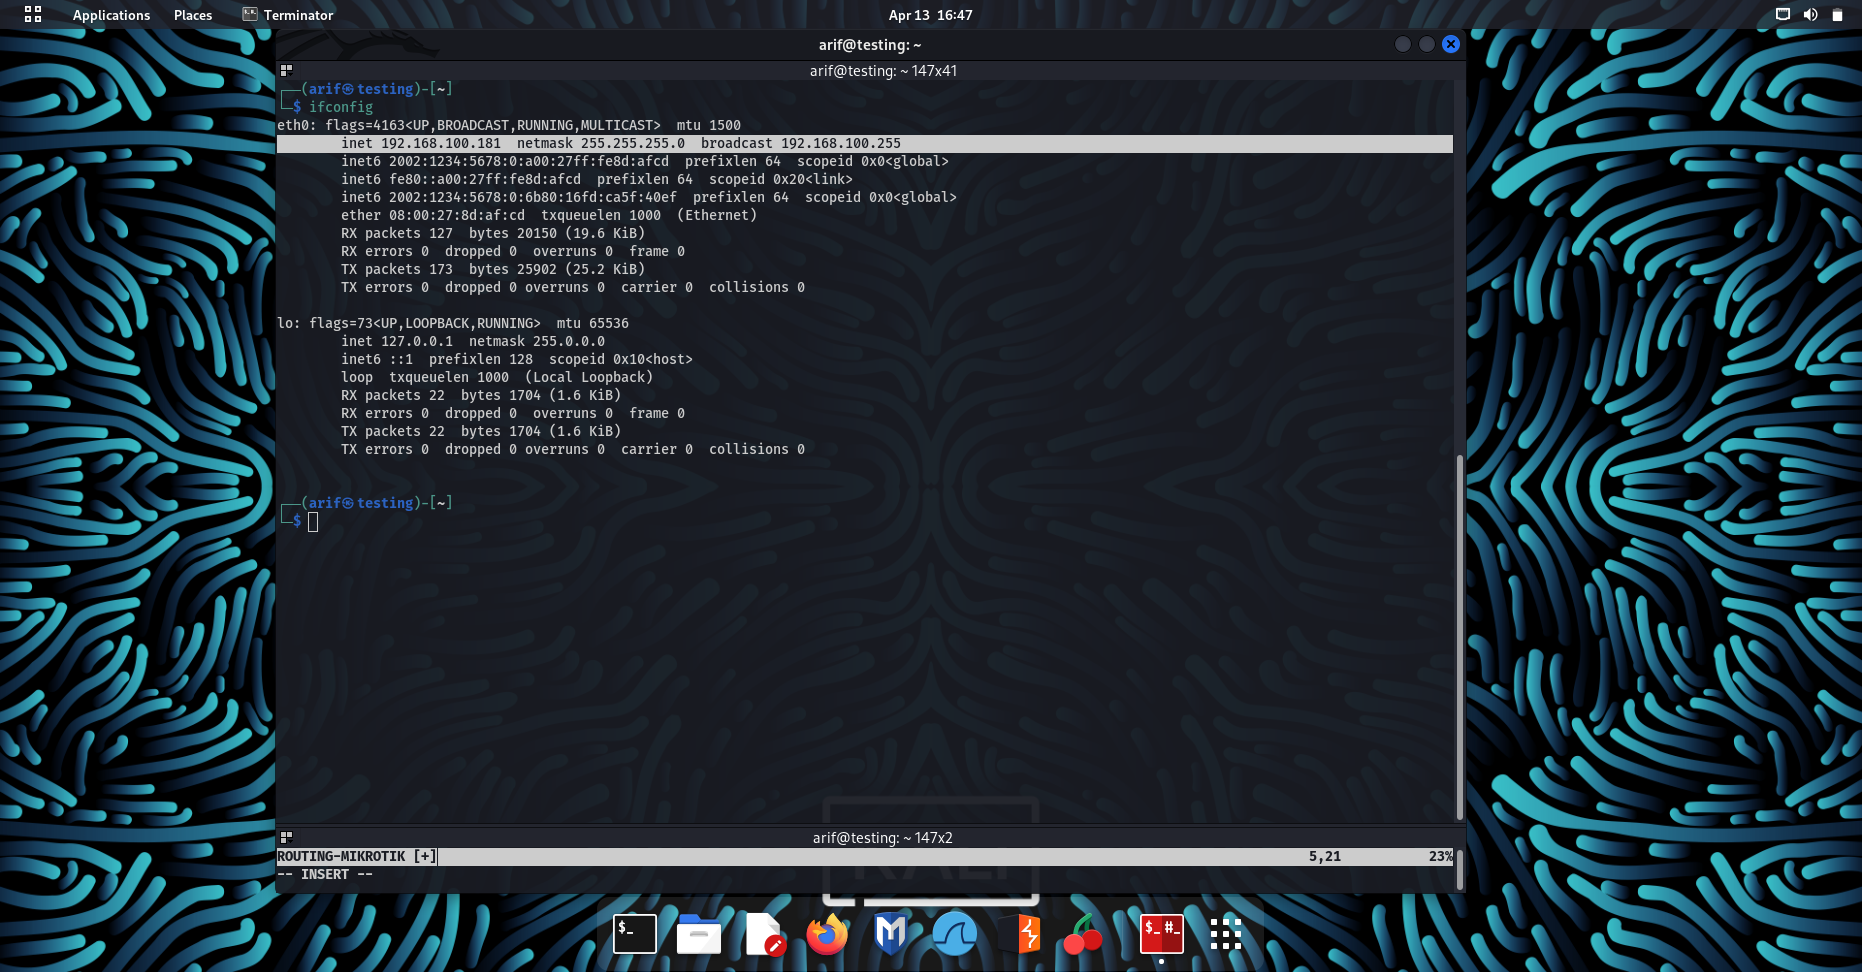 Applications Places Terminator Apr 13 16:47
arif@testing: ~
arif@testing: ~ 147x41
┌──(arif㉿testing)-[~]
└─$ ifconfig
eth0: flags=4163<UP,BROADCAST,RUNNING,MULTICAST>  mtu 1500
        inet 192.168.100.181  netmask 255.255.255.0  broadcast 192.168.100.255
        inet6 2002:1234:5678:0:a00:27ff:fe8d:afcd  prefixlen 64  scopeid 0x0<global>
        inet6 fe80::a00:27ff:fe8d:afcd  prefixlen 64  scopeid 0x20<link>
        inet6 2002:1234:5678:0:6b80:16fd:ca5f:40ef  prefixlen 64  scopeid 0x0<global>
        ether 08:00:27:8d:af:cd  txqueuelen 1000  (Ethernet)
        RX packets 127  bytes 20150 (19.6 KiB)
        RX errors 0  dropped 0  overruns 0  frame 0
        TX packets 173  bytes 25902 (25.2 KiB)
        TX errors 0  dropped 0 overruns 0  carrier 0  collisions 0

lo: flags=73<UP,LOOPBACK,RUNNING>  mtu 65536
        inet 127.0.0.1  netmask 255.0.0.0
        inet6 ::1  prefixlen 128  scopeid 0x10<host>
        loop  txqueuelen 1000  (Local Loopback)
        RX packets 22  bytes 1704 (1.6 KiB)
        RX errors 0  dropped 0  overruns 0  frame 0
        TX packets 22  bytes 1704 (1.6 KiB)
        TX errors 0  dropped 0 overruns 0  carrier 0  collisions 0

┌──(arif㉿testing)-[~]
└─$
arif@testing: ~ 147x2
ROUTING-MIKROTIK [+] 5,21 23%
-- INSERT --
KALI
$_ $_ #_